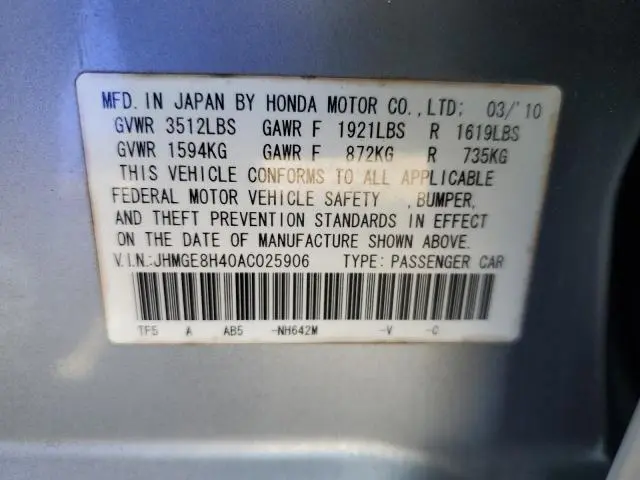 MFD. IN JAPAN BY HONDA MOTOR CO., LTD: 03/'10
GVWR 3512LBS GAWR F 1921LBS R 1619LBS
GVWR 1594KG GAWR F 872KG R 735KG
THIS VEHICLE CONFORMS TO ALL APPLICABLE
FEDERAL MOTOR VEHICLE SAFETY ,BUMPER,
AND THEFT PREVENTION STANDARDS IN EFFECT
ON THE DATE OF MANUFACTURE SHOWN ABOVE.
V.I.N:JHMGE8H40AC025906 TYPE: PASSENGER CAR
TF5 A AB5 -NH642M -V -C